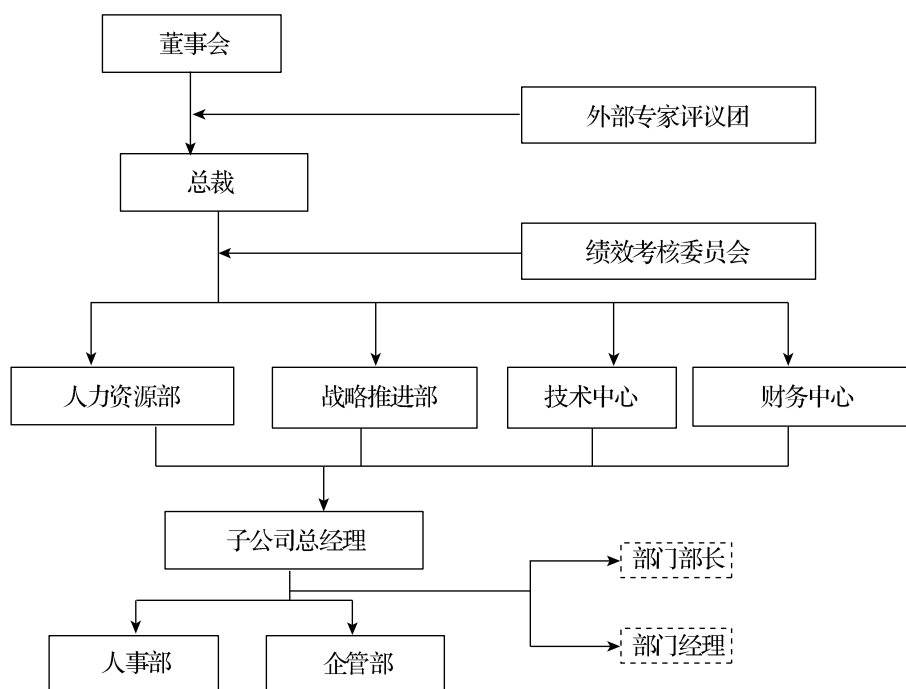 董事会
外部专家评议团
总裁
绩效考核委员会
人力资源部
战略推进部
技术中心
财务中心
子公司总经理
部门部长
部门经理
人事部
企管部